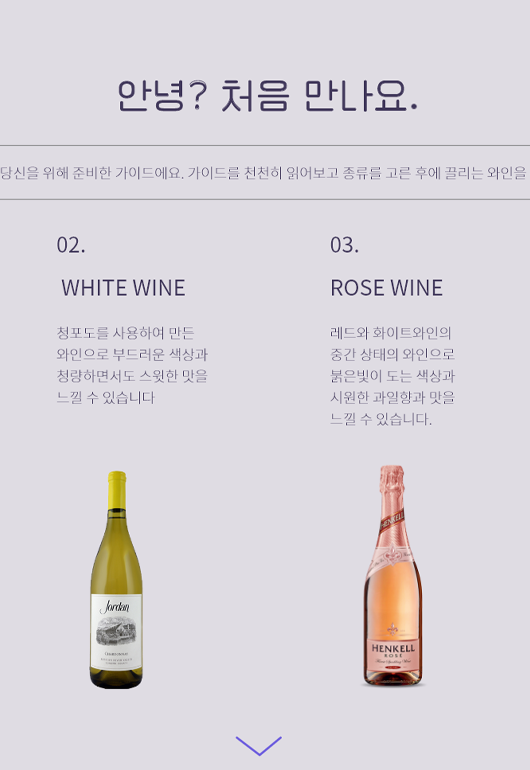 안녕? 처음 만나요.
당신을 위해 준비한 가이드에요. 가이드를 천천히 읽어보고 종류를 고른 후에 끌리는 와인을
02.
WHITE WINE
청포도를 사용하여 만든
와인으로 부드러운 색상과
청량하면서도 스윗한 맛을
느낄 수 있습니다
03.
ROSE WINE
레드와 화이트와인의
중간 상태의 와인으로
붉은빛이 도는 색상과
시원한 과일향과 맛을
느낄 수 있습니다.
Jordan
CHARDONNAY
HENKELL
HENKELL
ROSÉ